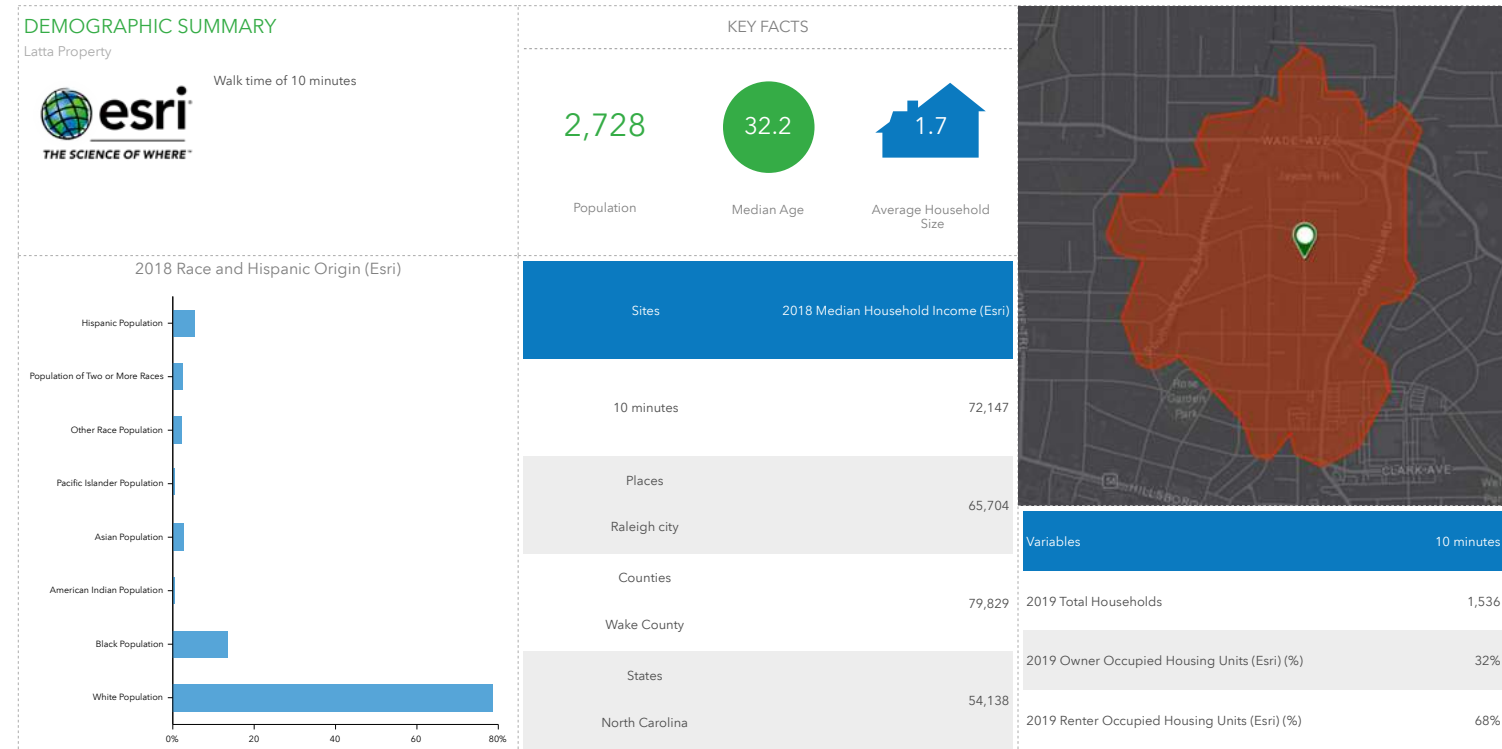 DEMOGRAPHIC SUMMARY
Latta Property
esri
THE SCIENCE OF WHERE
Walk time of 10 minutes
KEY FACTS
2,728
Population
32.2
Median Age
1.7
Average Household
Size
2018 Race and Hispanic Origin (Esri)
Hispanic Population
Population of Two or More Races
Other Race Population
Pacific Islander Population
Asian Population
American Indian Population
Black Population
White Population
0%
20
40
60
80%
Sites
2018 Median Household Income (Esri)
10 minutes
72,147
Places
Raleigh city
65,704
Counties
Wake County
79,829
States
North Carolina
54,138
WADE AVE
Jaycee Park
OBERLIN RD
Rose
Garden
Park
CLARK AVE
54
Variables
10 minutes
2019 Total Households
1,536
2019 Owner Occupied Housing Units (Esri) (%)
32%
2019 Renter Occupied Housing Units (Esri) (%)
68%